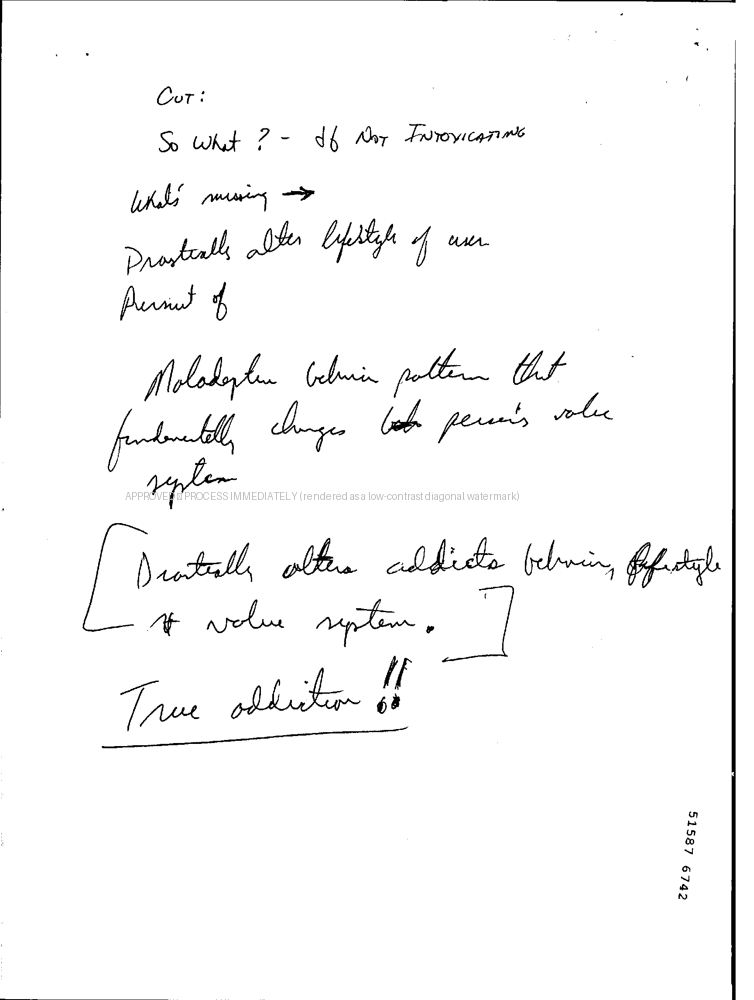 CUT:
So What? - If NOT INTOXICATING
What's missing →
Drastically alter lifestyle of user
Pursuit of
Maladaptive behavior pattern that
fundamentally changes person's value
system
APPROVED PROCESS IMMEDIATELY (rendered as a low-contrast diagonal watermark)
Drastically alters addicts behavior, lifestyle
& value system.
True addiction!!
51587 6742